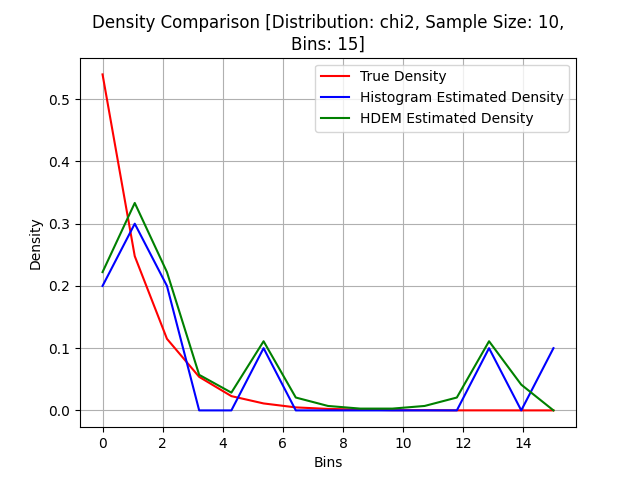 Density Comparison [Distribution: chi2, Sample Size: 10,
Bins: 15]
True Density
Histogram Estimated Density
HDEM Estimated Density
Density
0.5
0.4
0.3
0.2
0.1
0.0
0 2 4 6 8 10 12 14
Bins